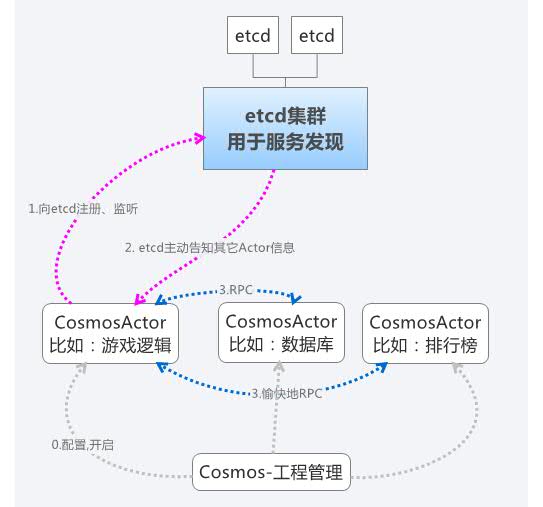 etcd
etcd
etcd集群
用于服务发现
1.向etcd注册、监听
2. etcd主动告知其它Actor信息
3.RPC
CosmosActor
比如：游戏逻辑
CosmosActor
比如：数据库
CosmosActor
比如：排行榜
3.愉快地RPC
0.配置,开启
Cosmos-工程管理